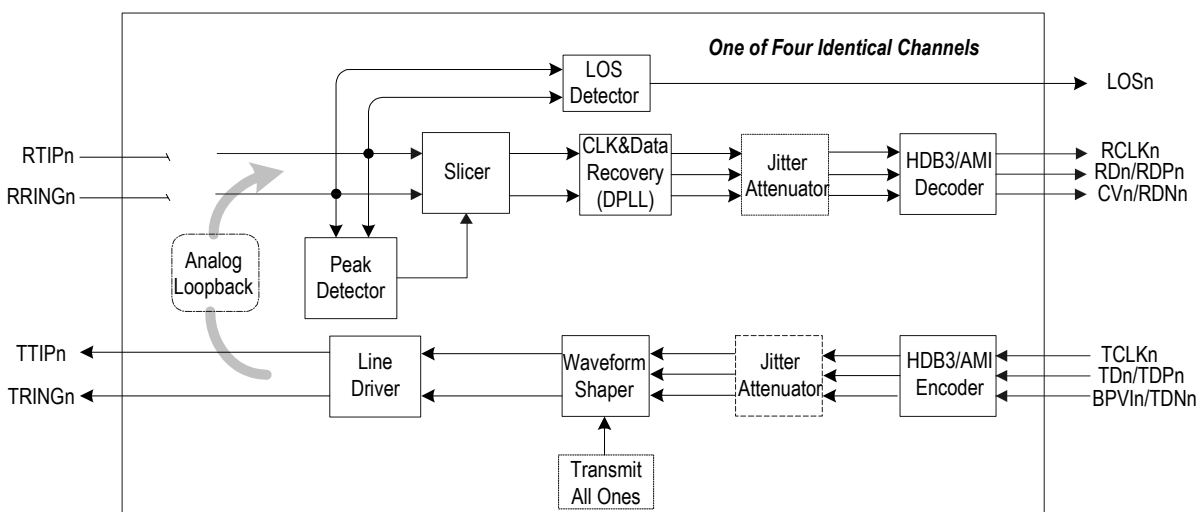 One of Four Identical Channels
LOS
Detector
LOSn
RTIPn
RRINGn
Slicer
CLK&Data
Recovery
(DPLL)
Jitter
Attenuator
HDB3/AMI
Decoder
RCLKn
RDn/RDPn
CVn/RDNn
Analog
Loopback
Peak
Detector
TTIPn
TRINGn
Line
Driver
Waveform
Shaper
Jitter
Attenuator
HDB3/AMI
Encoder
TCLKn
TDn/TDPn
BPVIn/TDNn
Transmit
All Ones